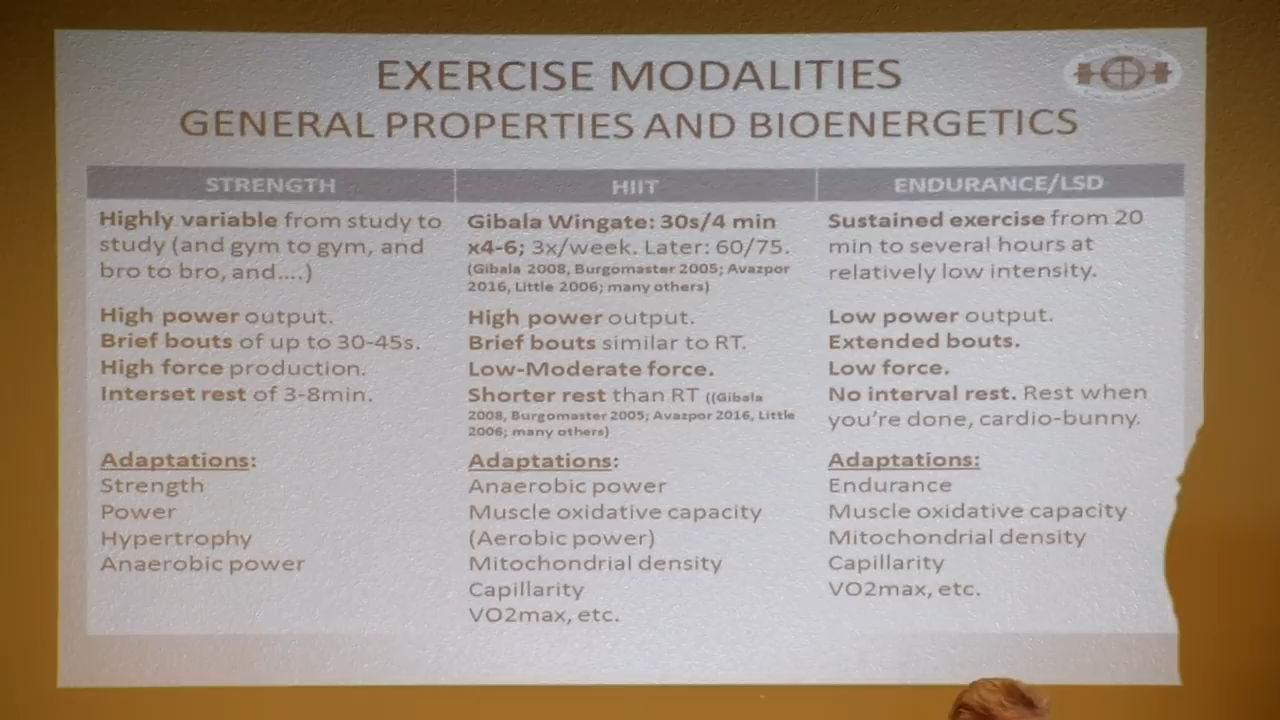 EXERCISE MODALITIES
GENERAL PROPERTIES AND BIOENERGETICS
STRENGTH
Highly variable from study to
study (and gym to gym, and
bro to bro, and....)
High power output.
Brief bouts of up to 30-45s.
High force production.
Interset rest of 3-8min.
Adaptations:
Strength
Power
Hypertrophy
Anaerobic power
HIIT
Gibala Wingate: 30s/4 min
x4-6; 3x/week. Later: 60/75.
(Gibala 2008, Burgomaster 2005; Avazpor
2016, Little 2006; many others)
High power output.
Brief bouts similar to RT.
Low-Moderate force.
Shorter rest than RT ((Gibala
2008, Burgomaster 2005; Avazpor 2016, Little
2006; many others)
Adaptations:
Anaerobic power
Muscle oxidative capacity
(Aerobic power)
Mitochondrial density
Capillarity
VO2max, etc.
ENDURANCE/LSD
Sustained exercise from 20
min to several hours at
relatively low intensity.
Low power output.
Extended bouts.
Low force.
No interval rest. Rest when
you're done, cardio-bunny.
Adaptations:
Endurance
Muscle oxidative capacity
Mitochondrial density
Capillarity
VO2max, etc.